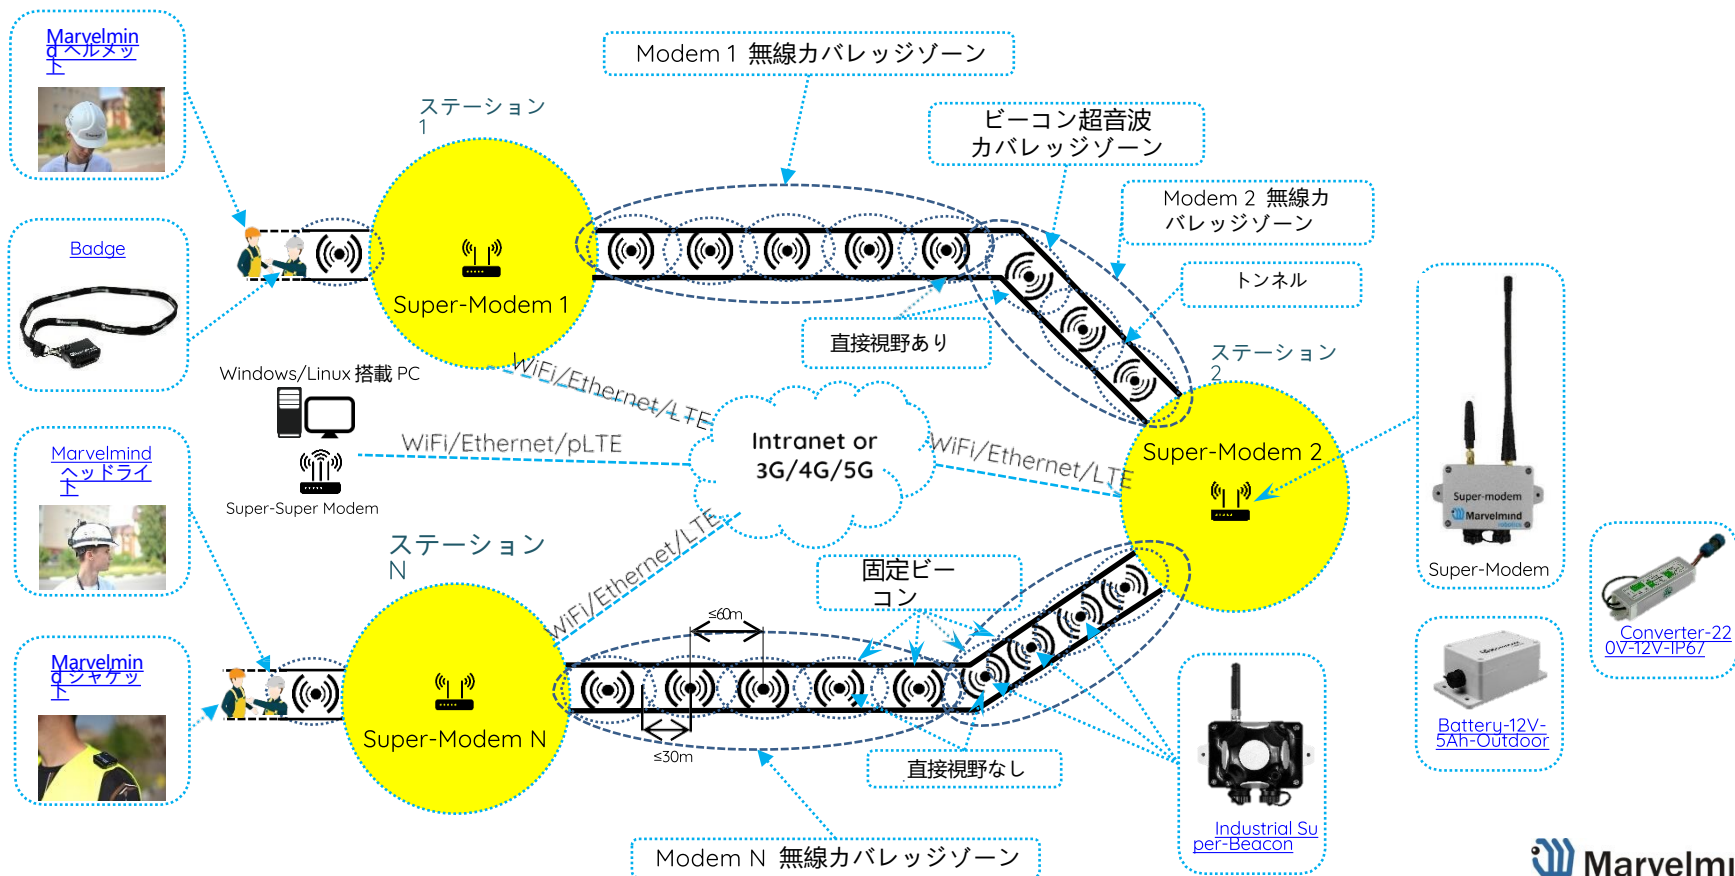 Marvelmin
d ヘルメッ
ト
Modem 1 無線カバレッジゾーン
ステーション
1
ビーコン超音波
カバレッジゾーン
Modem 2 無線カ
バレッジゾーン
Badge
トンネル
Super-Modem 1
直接視野あり
ステーション
2
Windows/Linux 搭載 PC
WiFi/Ethernet/LTE
WiFi/Ethernet/pLTE
Intranet or
3G/4G/5G
WiFi/Ethernet/LTE
Super-Modem 2
Marvelmind
ヘッドライ
ト
Super-Super Modem
Super-modem
Marvelmind
robotics
Super-Modem
ステーション
N
WiFi/Ethernet/LTE
固定ビー
コン
≤60m
Converter-22
0V-12V-IP67
Marvelmin
d ジャケッ
ト
Super-Modem N
≤30m
直接視野なし
Battery-12V-
5Ah-Outdoor
Industrial Su
per-Beacon
Modem N 無線カバレッジゾーン
Marvelmi